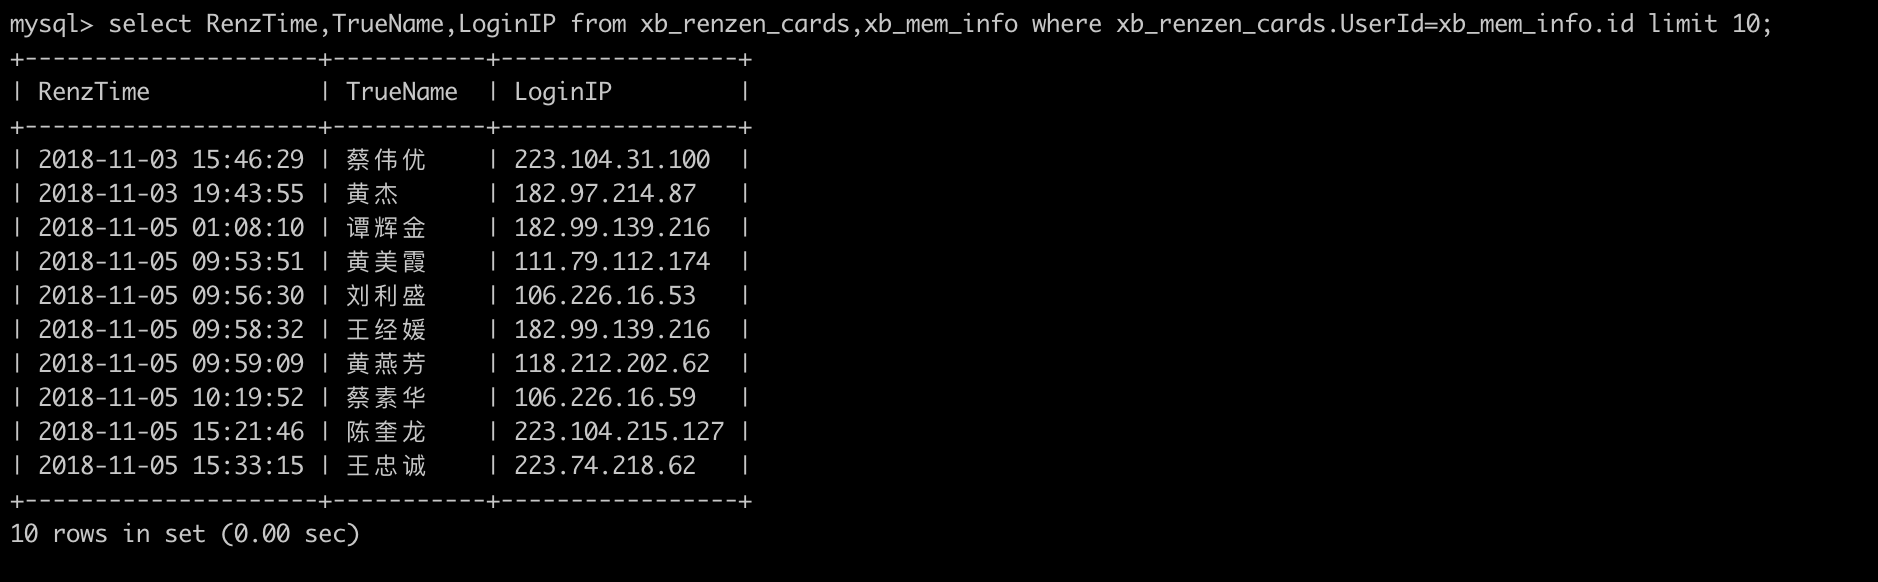 mysql> select RenzTime,TrueName,LoginIP from xb_renzen_cards,xb_mem_info where xb_renzen_cards.UserId=xb_mem_info.id limit 10;
+---------------------+-----------+-----------------+
| RenzTime            | TrueName  | LoginIP         |
+---------------------+-----------+-----------------+
| 2018-11-03 15:46:29 | 蔡伟优    | 223.104.31.100  |
| 2018-11-03 19:43:55 | 黄杰      | 182.97.214.87   |
| 2018-11-05 01:08:10 | 谭辉金    | 182.99.139.216  |
| 2018-11-05 09:53:51 | 黄美霞    | 111.79.112.174  |
| 2018-11-05 09:56:30 | 刘利盛    | 106.226.16.53   |
| 2018-11-05 09:58:32 | 王经媛    | 182.99.139.216  |
| 2018-11-05 09:59:09 | 黄燕芳    | 118.212.202.62  |
| 2018-11-05 10:19:52 | 蔡素华    | 106.226.16.59   |
| 2018-11-05 15:21:46 | 陈奎龙    | 223.104.215.127 |
| 2018-11-05 15:33:15 | 王忠诚    | 223.74.218.62   |
+---------------------+-----------+-----------------+
10 rows in set (0.00 sec)